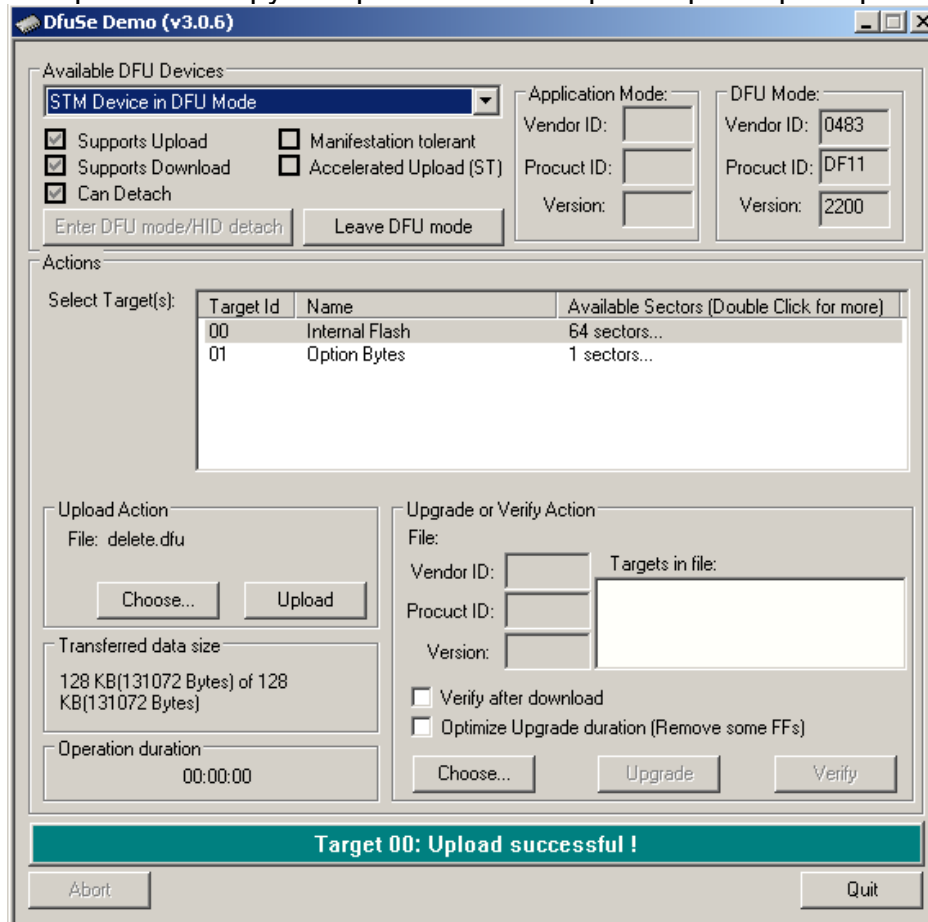 DfuSe Demo (v3.0.6)
Available DFU Devices
STM Device in DFU Mode
Supports Upload
Manifestation tolerant
Supports Download
Accelerated Upload (ST)
Can Detach
Enter DFU mode/HID detach
Leave DFU mode
Application Mode:
Vendor ID:
Procuct ID:
Version:
DFU Mode:
Vendor ID: 0483
Procuct ID: DF11
Version: 2200
Actions
Select Target(s):
Target Id Name Available Sectors (Double Click for more)
00 Internal Flash 64 sectors...
01 Option Bytes 1 sectors...
Upload Action
File: delete.dfu
Choose... Upload
Transferred data size
128 KB(131072 Bytes) of 128
KB(131072 Bytes)
Operation duration
00:00:00
Upgrade or Verify Action
File:
Vendor ID:
Procuct ID:
Version:
Targets in file:
Verify after download
Optimize Upgrade duration (Remove some FFs)
Choose... Upgrade Verify
Target 00: Upload successful !
Abort Quit